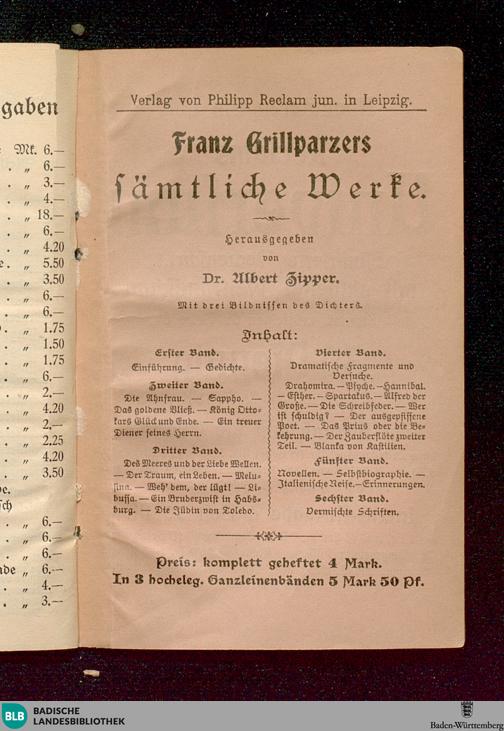 gaben
Mk. 6.—
. „ 6.—
. „ 3.—
. „ 4.—
. „ 18.—
. „ 6.—
. „ 4.20
e. „ 5.50
. „ 3.50
. „ 6.—
. „ 6.—
. „ 1.75
. „ 1.50
. „ 1.75
. „ 6.—
. „ 2.—
. „ 4.20
. „ 2.—
. „ 2.25
. „ 4.20
. „ 3.50
. „ 6.—
. „ 6.—
. „ 6.—
. „ 4.—
. „ 3.—
Verlag von Philipp Reclam jun. in Leipzig.
Franz Grillparzers
sämtliche Werke.
Herausgegeben
von
Dr. Albert Zipper.
Mit drei Bildnissen des Dichters.
Inhalt:
Erster Band.
Einführung. — Gedichte.
Zweiter Band.
Die Ahnfrau. — Sappho. —
Das goldene Vließ. — König Otto-
kars Glück und Ende. — Ein treuer
Diener seines Herrn.
Dritter Band.
Des Meeres und der Liebe Wellen.
— Der Traum, ein Leben. — Melu-
sina. — Weh' dem, der lügt! — Li-
bussa. — Ein Bruderzwist in Habs-
burg. — Die Jüdin von Toledo.
Vierter Band.
Dramatische Fragmente und
Versuche.
Drahomira. — Psyche. — Hannibal.
— Esther. — Spartakus. — Alfred der
Große. — Die Schreibfeder. — Wer
ist schuldig? — Der ausgepfiffene
Poet. — Das Prius oder die Be-
kehrung. — Der Zauberflöte zweiter
Teil. — Blanka von Kastilien.
Fünfter Band.
Novellen. — Selbstbiographie. —
Italienische Reise. — Erinnerungen.
Sechster Band.
Vermischte Schriften.
Preis: komplett geheftet 4 Mark.
In 3 hocheleg. Ganzleinenbänden 5 Mark 50 Pf.
BLB
BADISCHE
LANDESBIBLIOTHEK
Baden-Württemberg